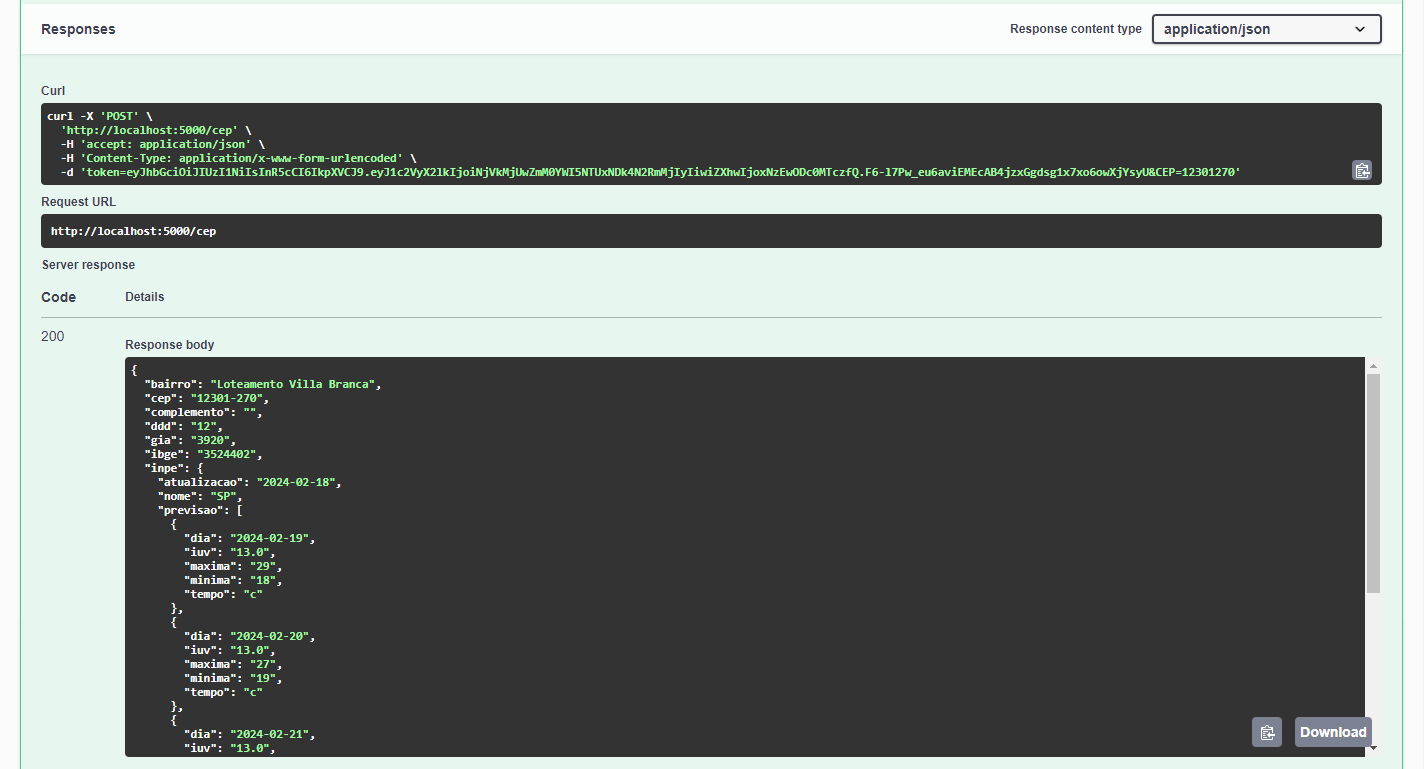 Responses
Response content type
application/json
Curl
curl -X 'POST' \
  'http://localhost:5000/cep' \
  -H 'accept: application/json' \
  -H 'Content-Type: application/x-www-form-urlencoded' \
  -d 'token=eyJhbGciOiJIUzI1NiIsInR5cCI6IkpXVCJ9.eyJ1c2VyX2lkIjoiNjVkMjUwZmM0YWI5NTUxNDk4N2RmMjIyIiwiZXhwIjoxNzEwODc0MTczfQ.F6-l7Pw_eu6aviEMEcAB4jzxGgdsg1x7xo6owXjYsyU&CEP=12301270'
Request URL
http://localhost:5000/cep
Server response
Code Details
200
Response body
{
  "bairro": "Loteamento Villa Branca",
  "cep": "12301-270",
  "complemento": "",
  "ddd": "12",
  "gia": "3920",
  "ibge": "3524402",
  "inpe": {
    "atualizacao": "2024-02-18",
    "nome": "SP",
    "previsao": [
      {
        "dia": "2024-02-19",
        "iuv": "13.0",
        "maxima": "29",
        "minima": "18",
        "tempo": "c"
      },
      {
        "dia": "2024-02-20",
        "iuv": "13.0",
        "maxima": "27",
        "minima": "19",
        "tempo": "c"
      },
      {
        "dia": "2024-02-21",
        "iuv": "13.0",
Download